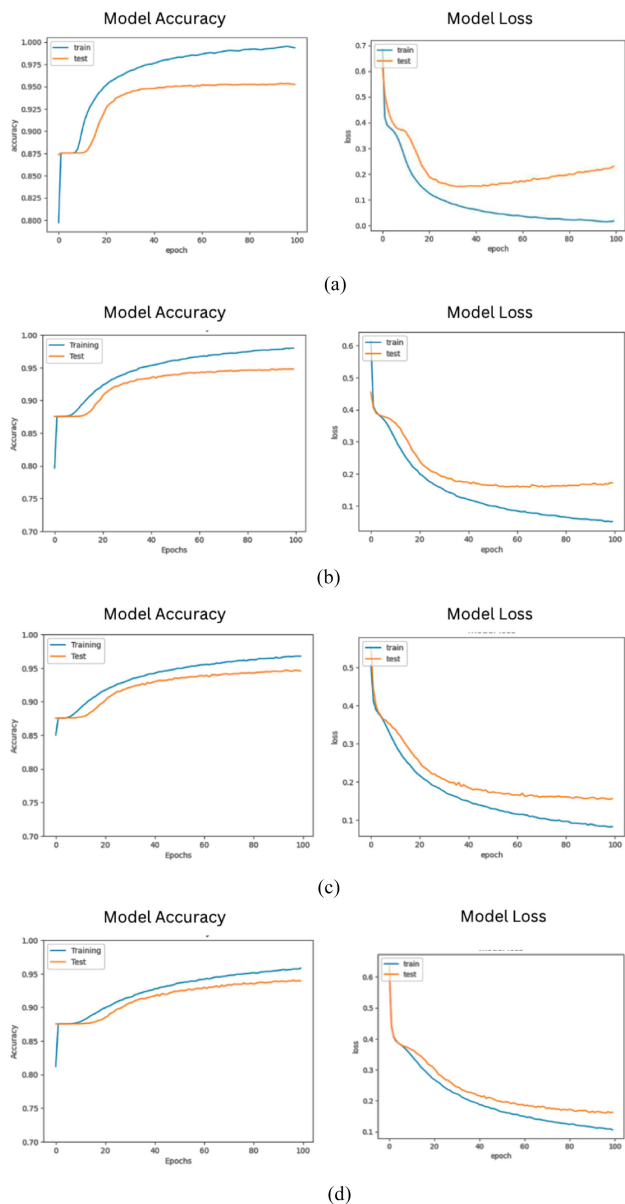 Model Accuracy
Model Loss
1.000
0.975
0.950
0.925
0.900
0.875
0.850
0.825
0.800
accuracy
train
test
0 20 40 60 80 100
epoch
0.7
0.6
0.5
0.4
0.3
0.2
0.1
0.0
loss
train
test
0 20 40 60 80 100
epoch
(a)
Model Accuracy
Model Loss
1.00
0.95
0.90
0.85
0.80
0.75
0.70
Accuracy
Training
Test
0 20 40 60 80 100
Epochs
0.6
0.5
0.4
0.3
0.2
0.1
loss
train
test
0 20 40 60 80 100
epoch
(b)
Model Accuracy
Model Loss
1.00
0.95
0.90
0.85
0.80
0.75
0.70
Accuracy
Training
Test
0 20 40 60 80 100
Epochs
0.5
0.4
0.3
0.2
0.1
loss
train
test
0 20 40 60 80 100
epoch
(c)
Model Accuracy
Model Loss
1.00
0.95
0.90
0.85
0.80
0.75
0.70
Accuracy
Training
Test
0 20 40 60 80 100
Epochs
0.6
0.5
0.4
0.3
0.2
0.1
loss
train
test
0 20 40 60 80 100
epoch
(d)